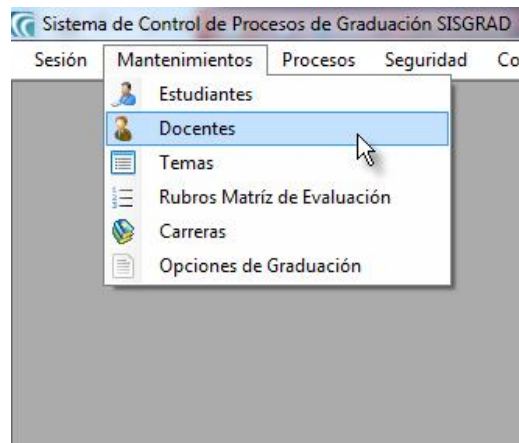 Sistema de Control de Procesos de Graduación SISGRAD
Sesión Mantenimientos Procesos Seguridad Co
Estudiantes
Docentes
Temas
Rubros Matríz de Evaluación
Carreras
Opciones de Graduación